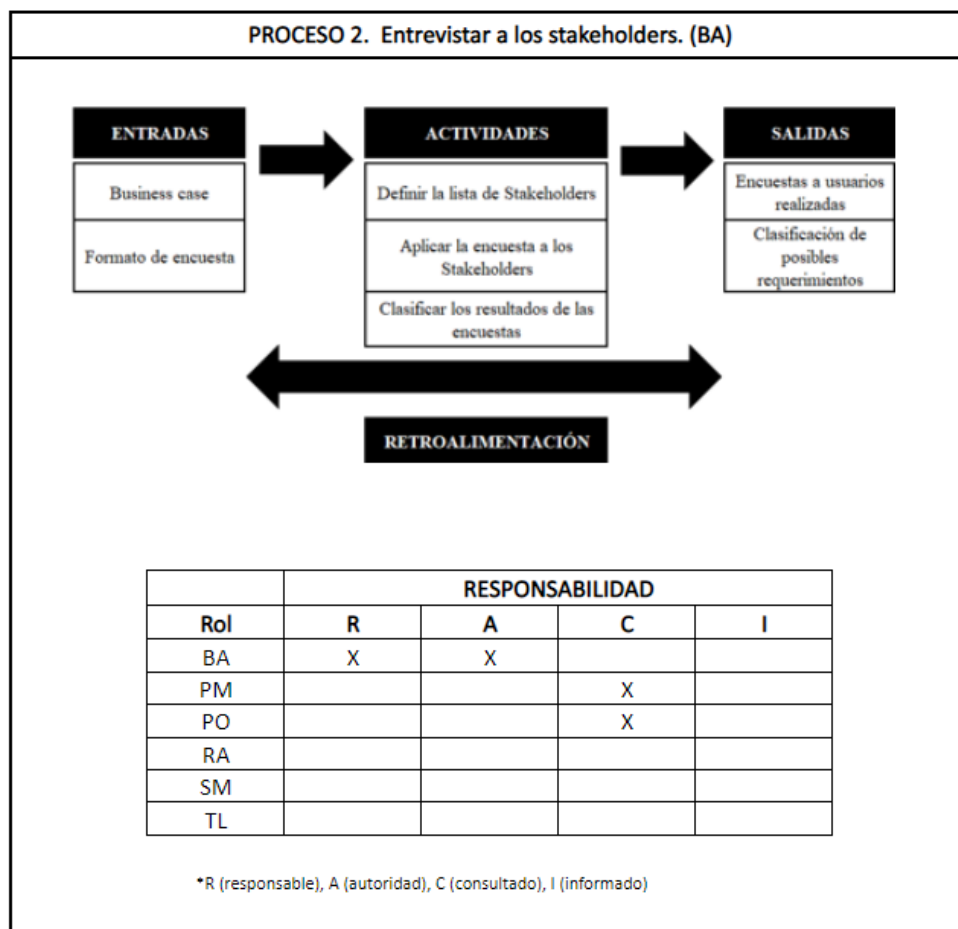 PROCESO 2. Entrevistar a los stakeholders. (BA)
ENTRADAS
Business case
Formato de encuesta
ACTIVIDADES
Definir la lista de Stakeholders
Aplicar la encuesta a los
Stakeholders
Clasificar los resultados de las
encuestas
SALIDAS
Encuestas a usuarios
realizadas
Clasificación de
posibles
requerimientos
RETROALIMENTACIÓN
RESPONSABILIDAD
Rol R A C I
BA X X
PM X
PO X
RA
SM
TL
*R (responsable), A (autoridad), C (consultado), I (informado)